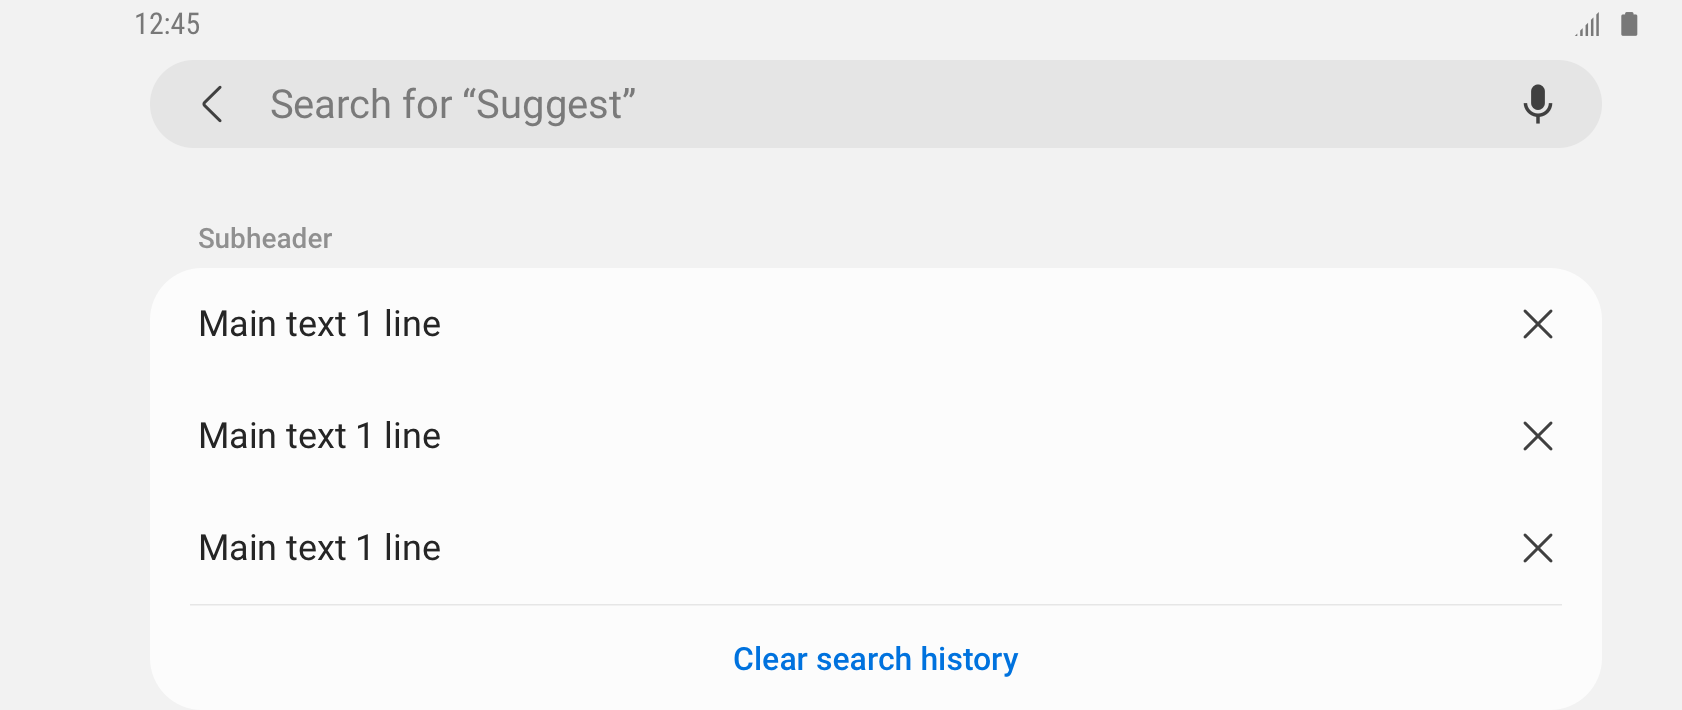 12:45
Search for “Suggest”
Subheader
Main text 1 line
Main text 1 line
Main text 1 line
Clear search history